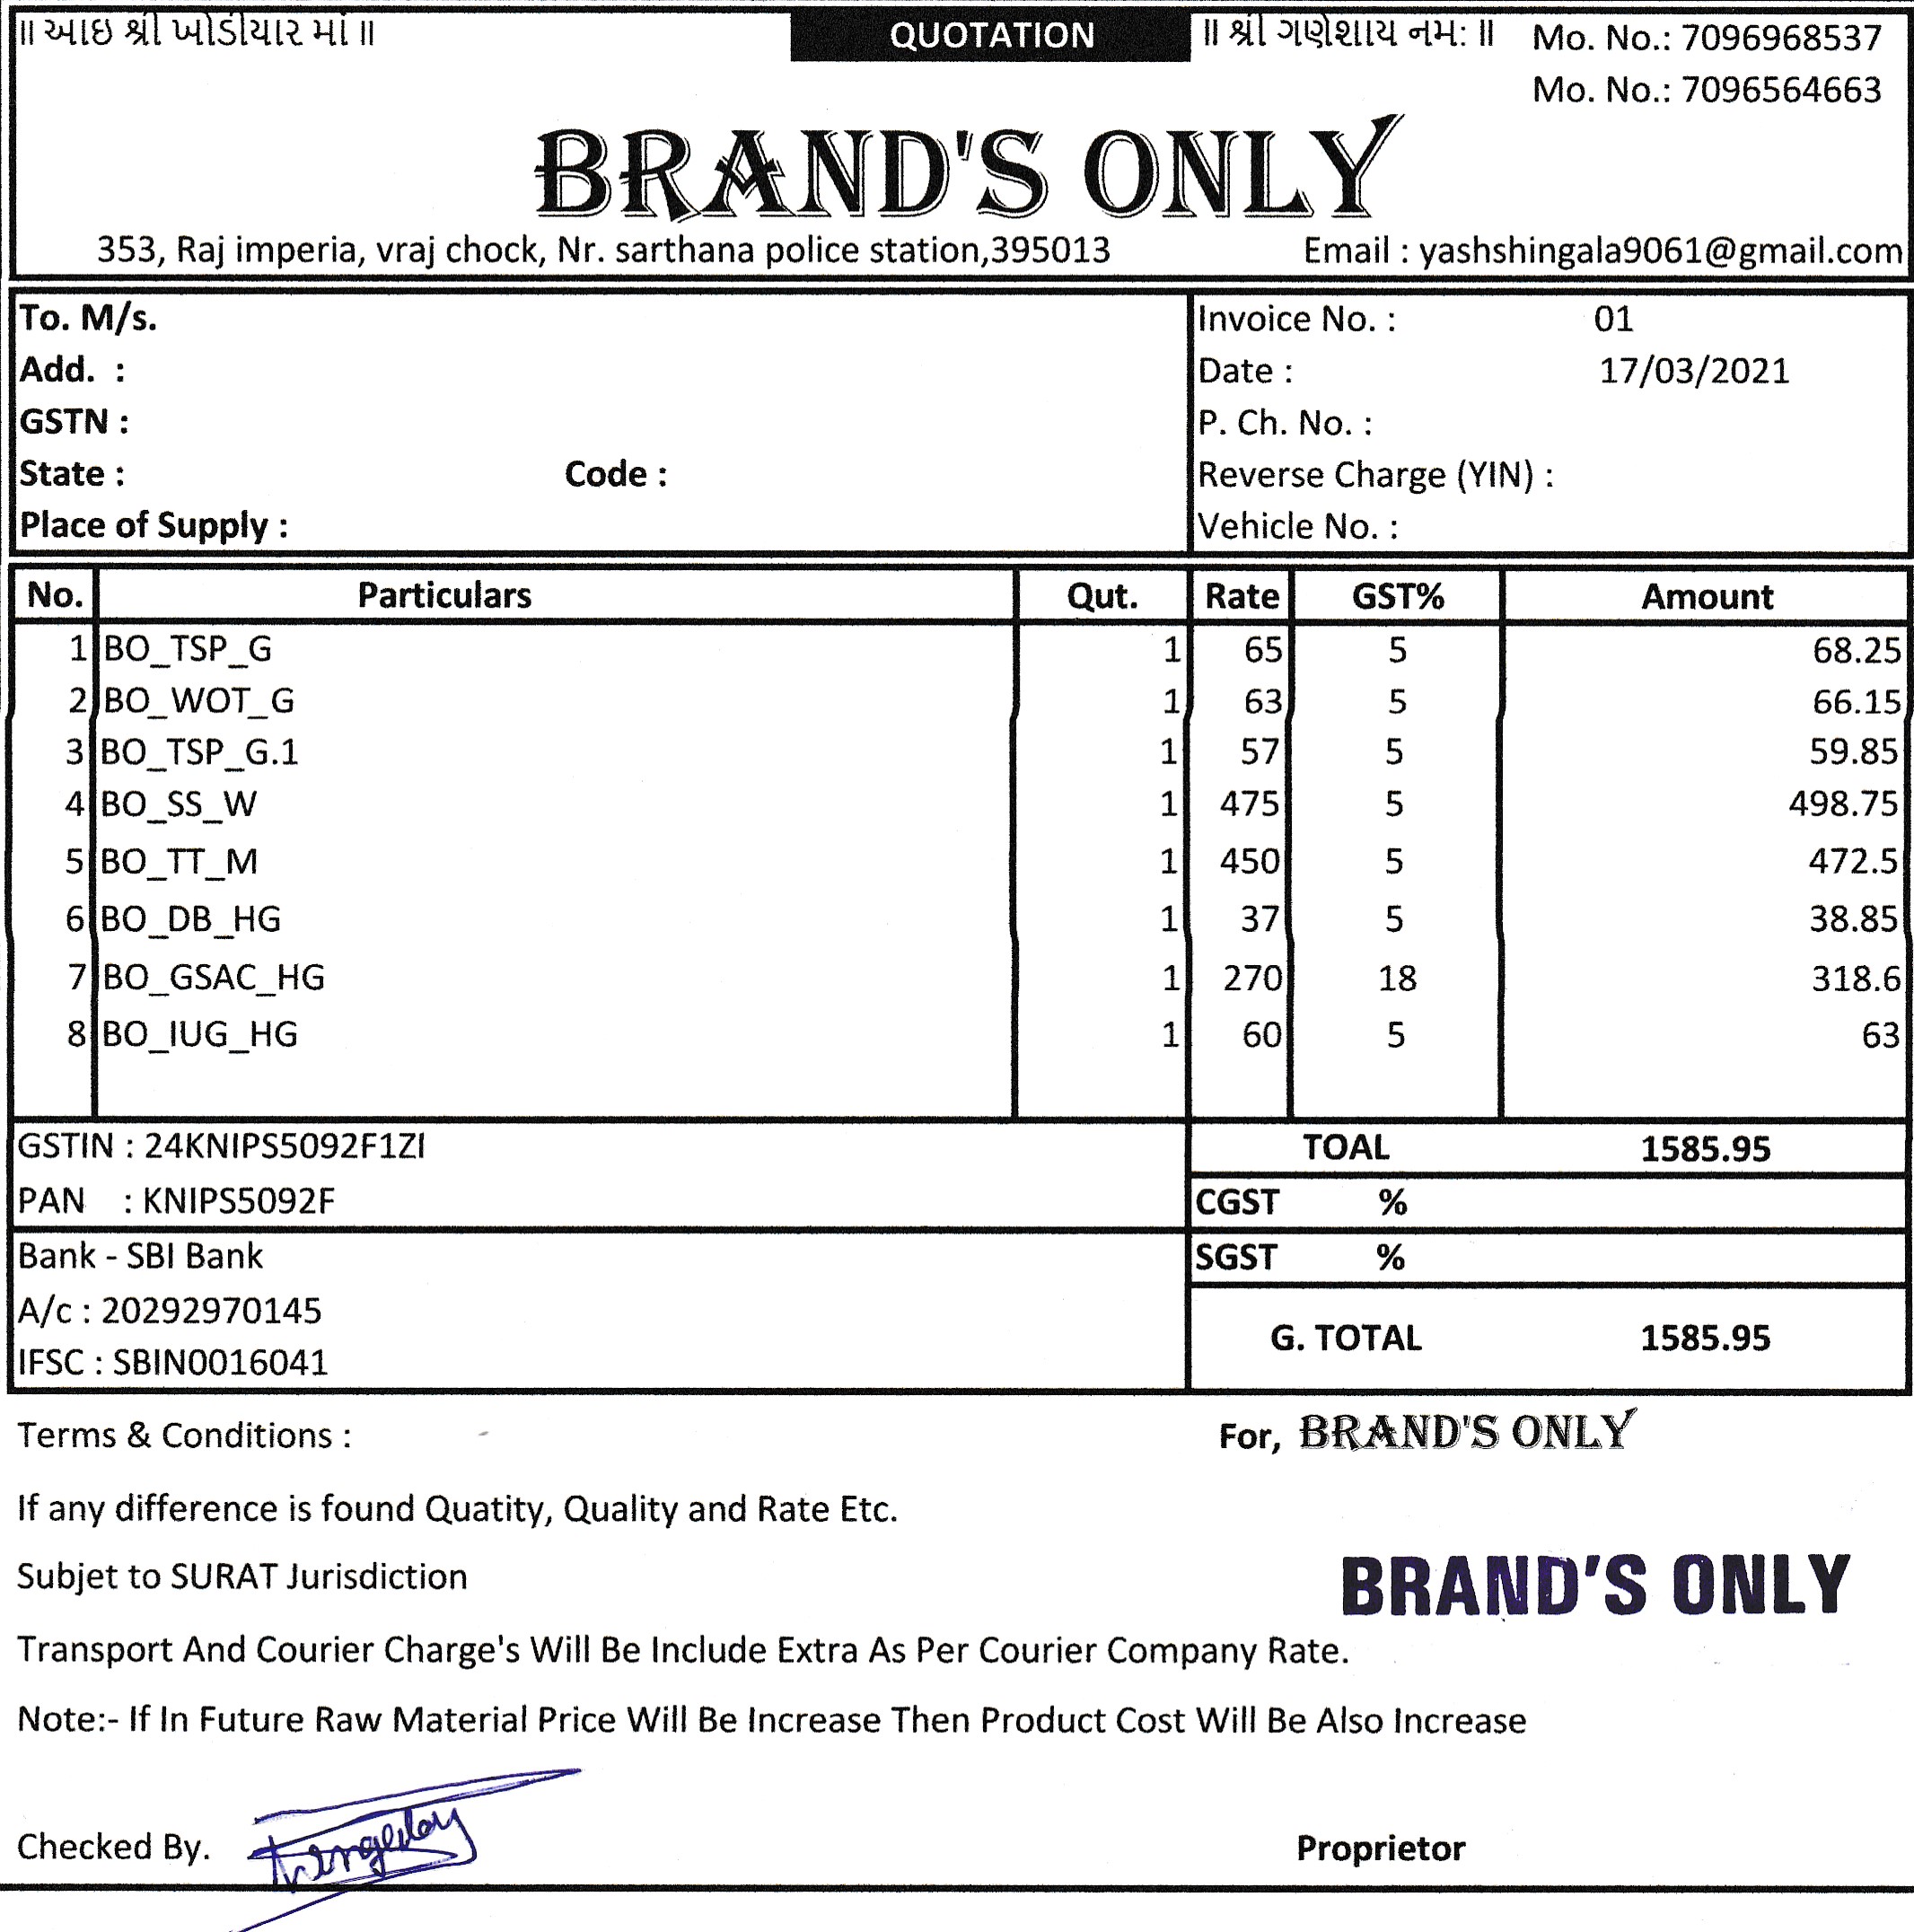 ॥ આઇ શ્રી ખોડીયાર માં ॥
QUOTATION
॥ શ્રી ગણેશાય નમ: ॥
Mo. No.: 7096968537
Mo. No.: 7096564663
BRAND'S ONLY
353, Raj imperia, vraj chock, Nr. sarthana police station,395013 Email : yashshingala9061@gmail.com
To. M/s.
Add. :
GSTN :
State : Code :
Place of Supply :
Invoice No. : 01
Date : 17/03/2021
P. Ch. No. :
Reverse Charge (YIN) :
Vehicle No. :
No. Particulars Qut. Rate GST% Amount
1 BO_TSP_G 1 65 5 68.25
2 BO_WOT_G 1 63 5 66.15
3 BO_TSP_G.1 1 57 5 59.85
4 BO_SS_W 1 475 5 498.75
5 BO_TT_M 1 450 5 472.5
6 BO_DB_HG 1 37 5 38.85
7 BO_GSAC_HG 1 270 18 318.6
8 BO_IUG_HG 1 60 5 63
GSTIN : 24KNIPS5092F1ZI
PAN : KNIPS5092F
Bank - SBI Bank
A/c : 20292970145
IFSC : SBIN0016041
TOAL 1585.95
CGST %
SGST %
G. TOTAL 1585.95
Terms & Conditions :
For, BRAND'S ONLY
If any difference is found Quatity, Quality and Rate Etc.
Subjet to SURAT Jurisdiction
BRAND'S ONLY
Transport And Courier Charge's Will Be Include Extra As Per Courier Company Rate.
Note:- If In Future Raw Material Price Will Be Increase Then Product Cost Will Be Also Increase
Checked By.
Proprietor